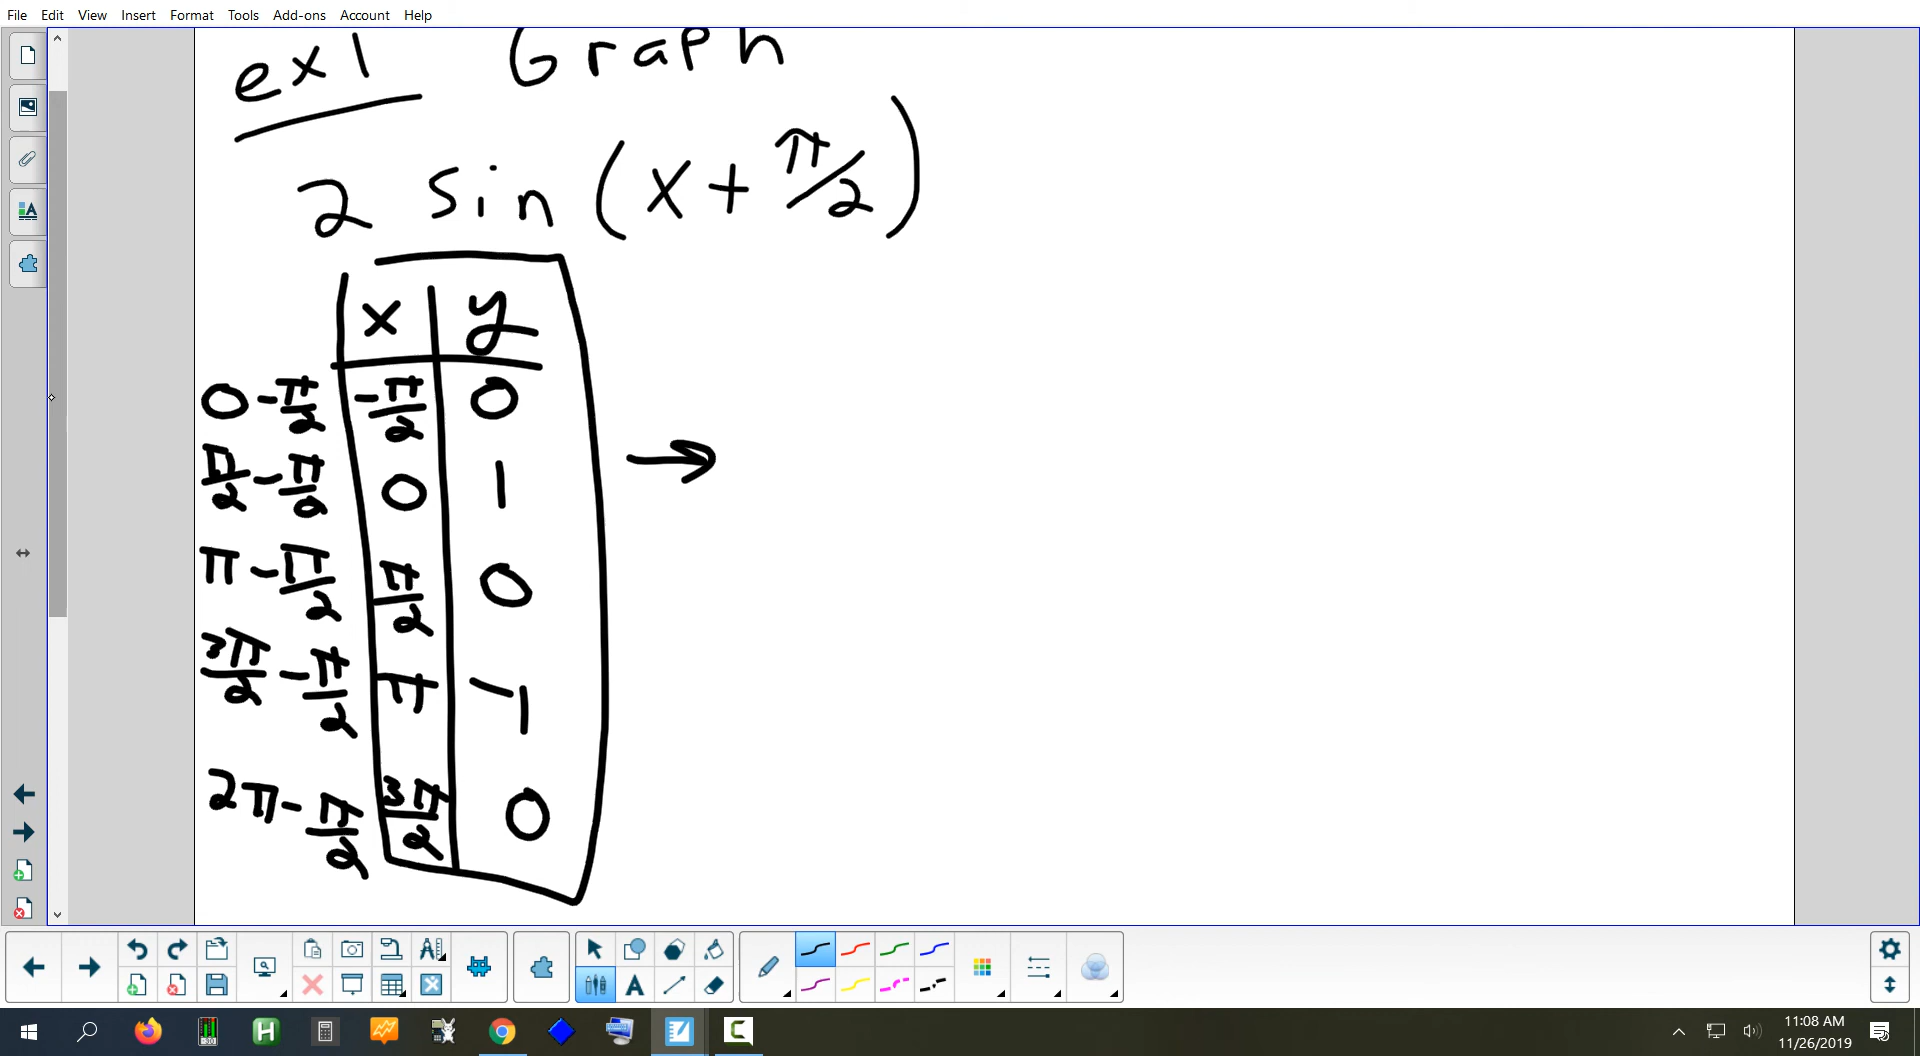 File Edit View Insert Format Tools Add-ons Account Help
ex1 Graph
2 sin(x + π/2)
x y
0 - π/2 -π/2 0
π/2 - π/2 0 1
π - π/2 π/2 0
3π/2 - π/2 π -1
2π - π/2 3π/2 0
→
11:08 AM
11/26/2019